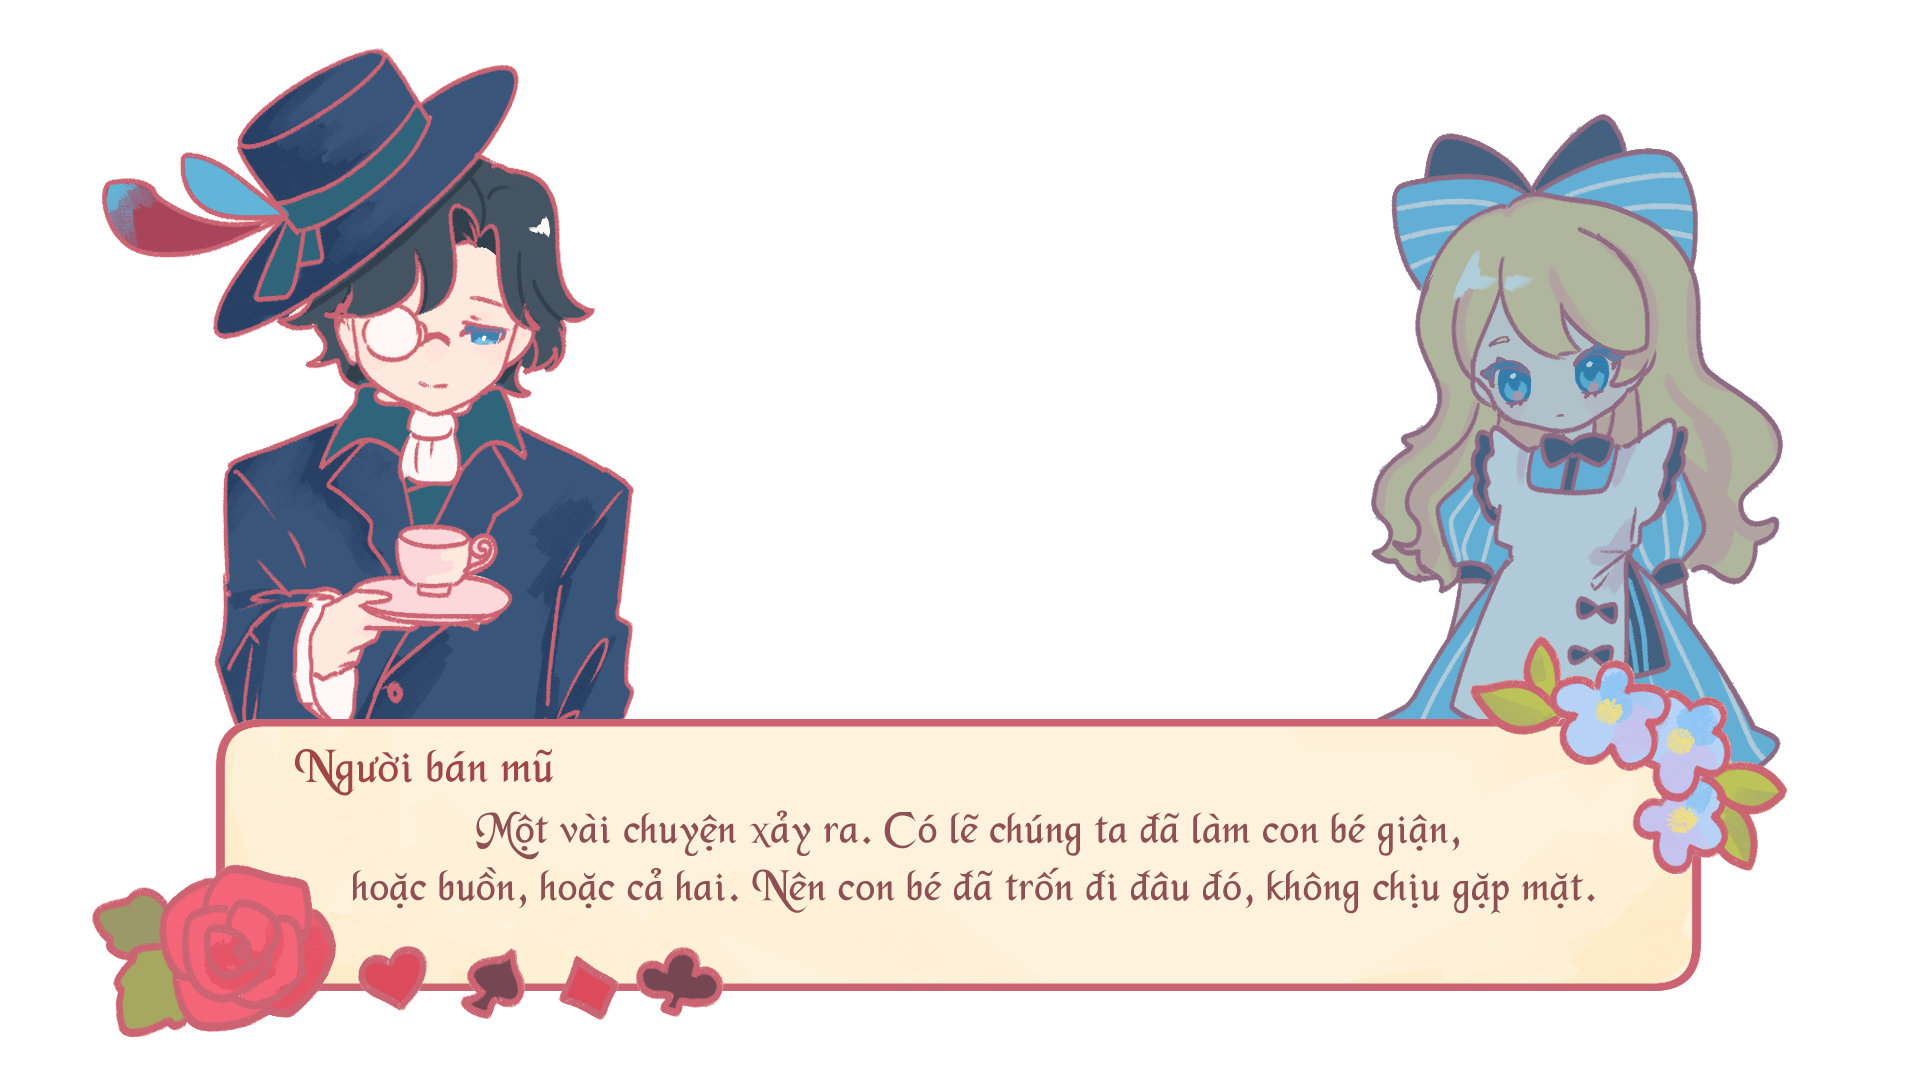 Người bán mũ
Một vài chuyện xảy ra. Có lẽ chúng ta đã làm con bé giận,
hoặc buồn, hoặc cả hai. Nên con bé đã trốn đi đâu đó, không chịu gặp mặt.